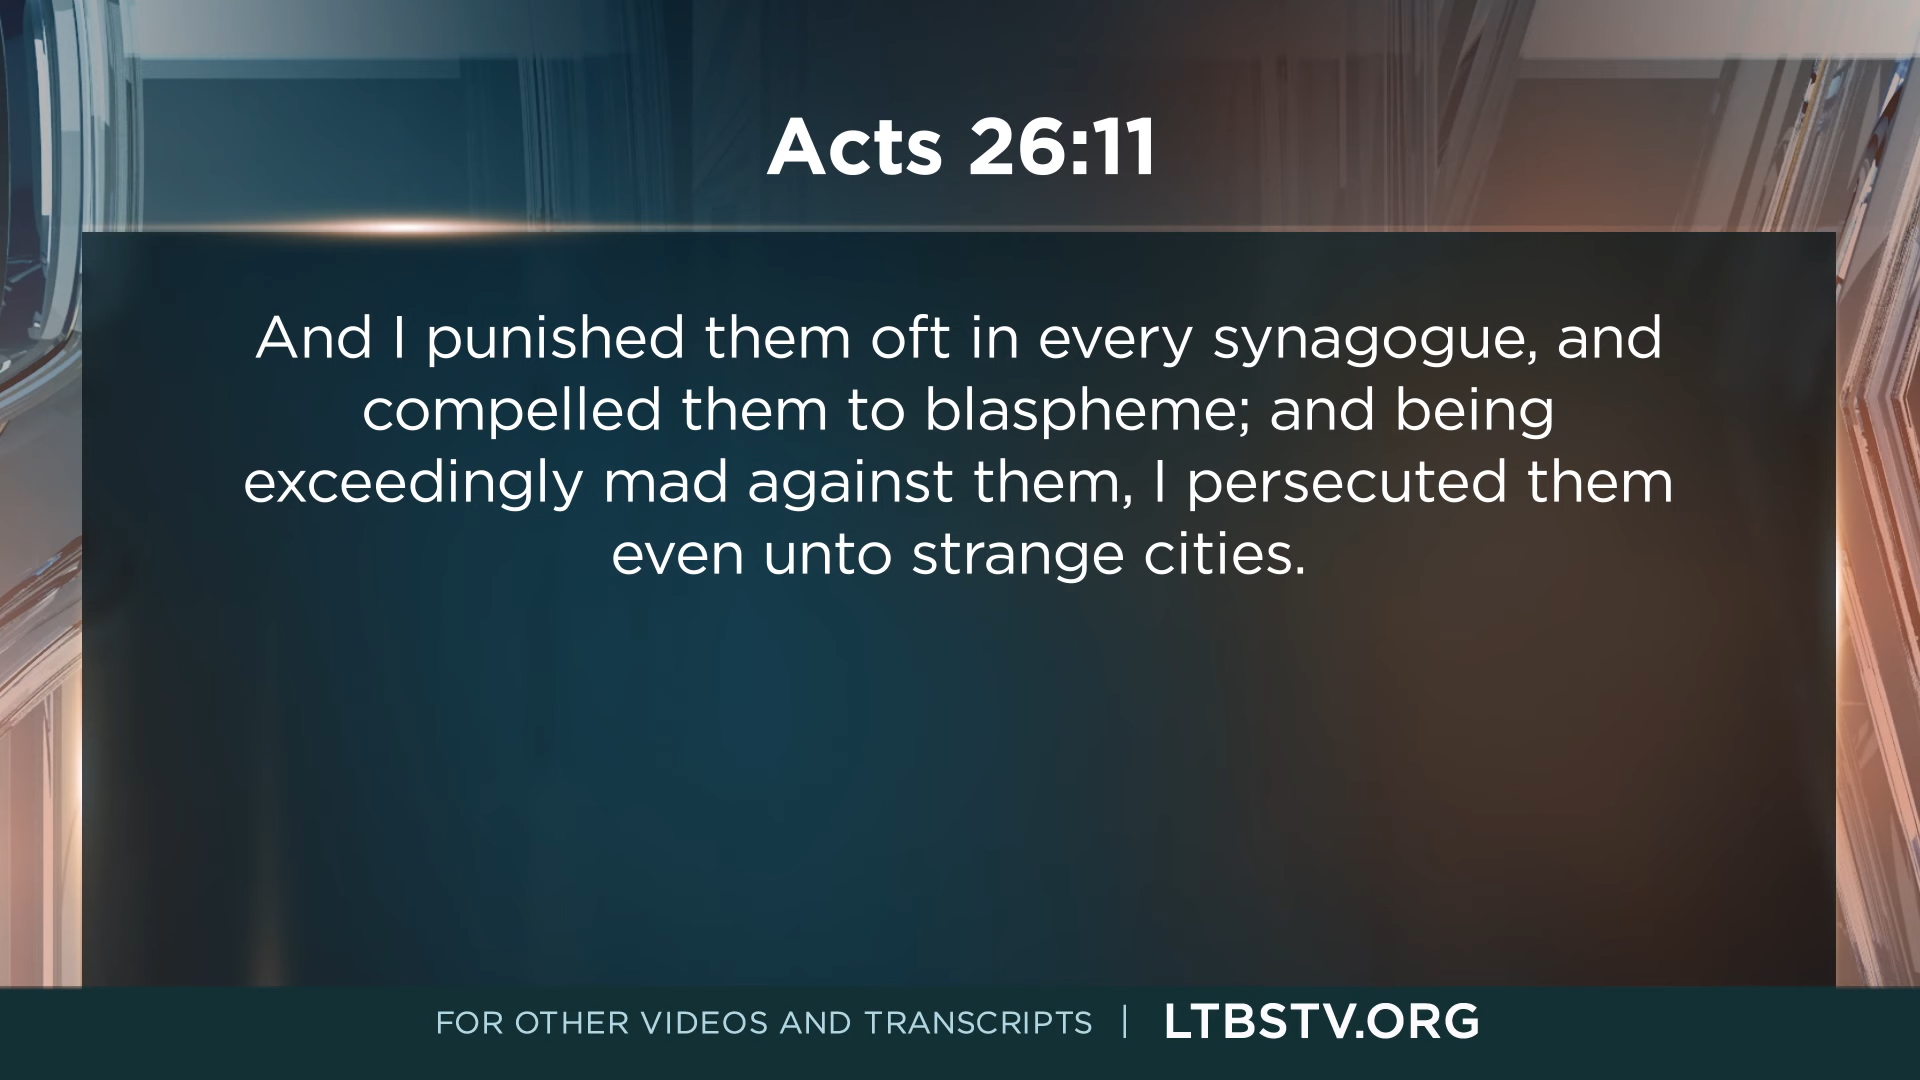 Acts 26:11
And I punished them oft in every synagogue, and
compelled them to blaspheme; and being
exceedingly mad against them, I persecuted them
even unto strange cities.
FOR OTHER VIDEOS AND TRANSCRIPTS | LTBSTV.ORG